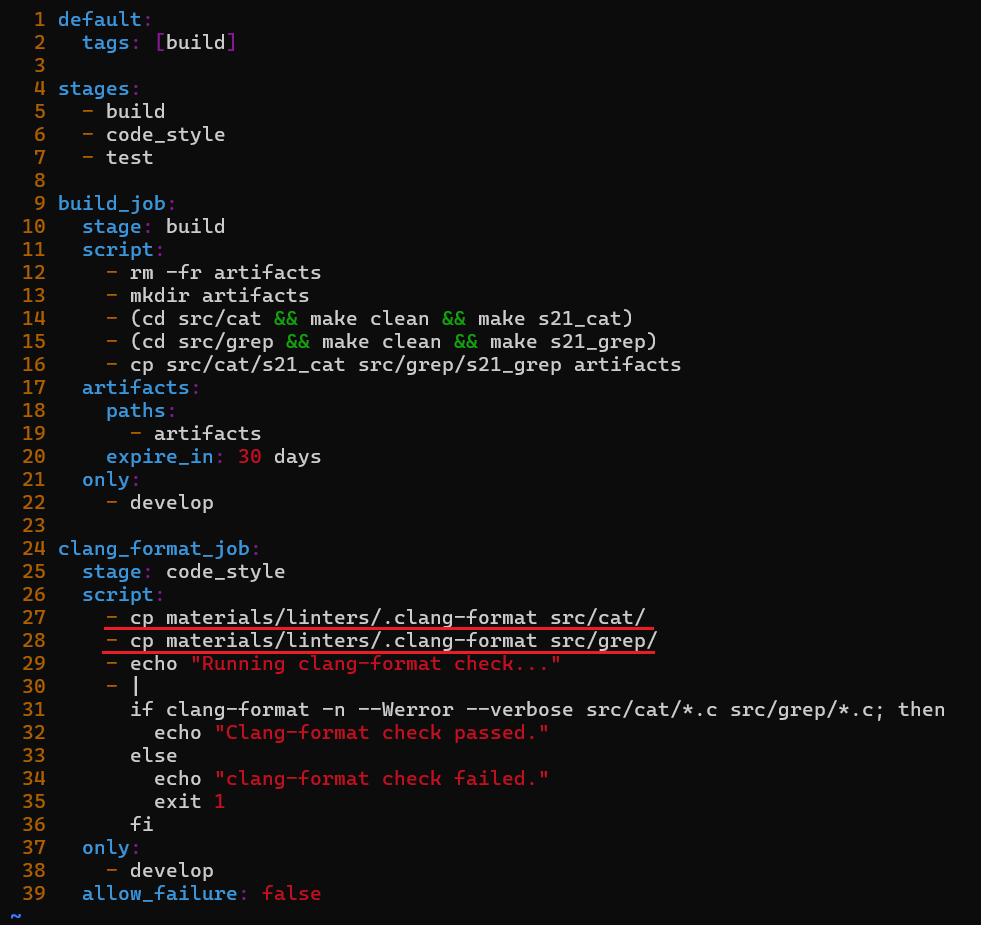 1 default:
2   tags: [build]
3
4 stages:
5   - build
6   - code_style
7   - test
8
9 build_job:
10   stage: build
11   script:
12     - rm -fr artifacts
13     - mkdir artifacts
14     - (cd src/cat && make clean && make s21_cat)
15     - (cd src/grep && make clean && make s21_grep)
16     - cp src/cat/s21_cat src/grep/s21_grep artifacts
17   artifacts:
18     paths:
19       - artifacts
20     expire_in: 30 days
21   only:
22     - develop
23
24 clang_format_job:
25   stage: code_style
26   script:
27     - cp materials/linters/.clang-format src/cat/
28     - cp materials/linters/.clang-format src/grep/
29     - echo "Running clang-format check..."
30     - |
31       if clang-format -n --Werror --verbose src/cat/*.c src/grep/*.c; then
32         echo "Clang-format check passed."
33       else
34         echo "clang-format check failed."
35         exit 1
36       fi
37   only:
38     - develop
39   allow_failure: false
~